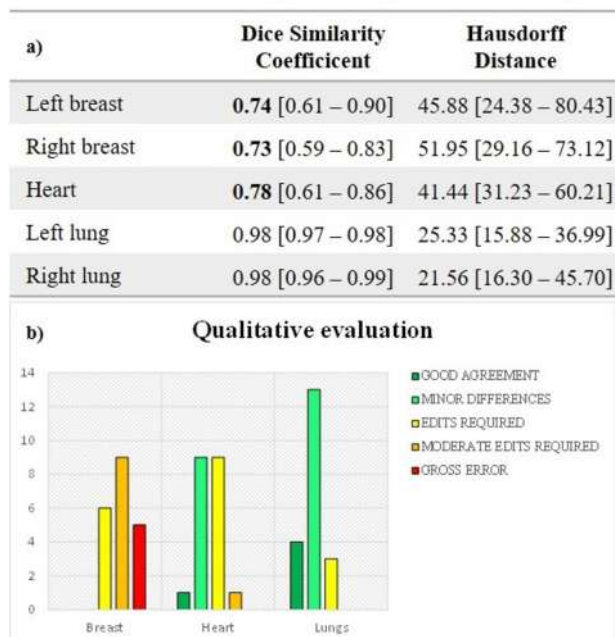 a) Dice Similarity Hausdorff
Coefficicent Distance
Left breast 0.74 [0.61 – 0.90] 45.88 [24.38 – 80.43]
Right breast 0.73 [0.59 – 0.83] 51.95 [29.16 – 73.12]
Heart 0.78 [0.61 – 0.86] 41.44 [31.23 – 60.21]
Left lung 0.98 [0.97 – 0.98] 25.33 [15.88 – 36.99]
Right lung 0.98 [0.96 – 0.99] 21.56 [16.30 – 45.70]
b) Qualitative evaluation
14
12
10
8
6
4
2
0
Breast Heart Lungs
GOOD AGREEMENT
MINOR DIFFERENCES
EDITS REQUIRED
MODERATE EDITS REQUIRED
GROSS ERROR